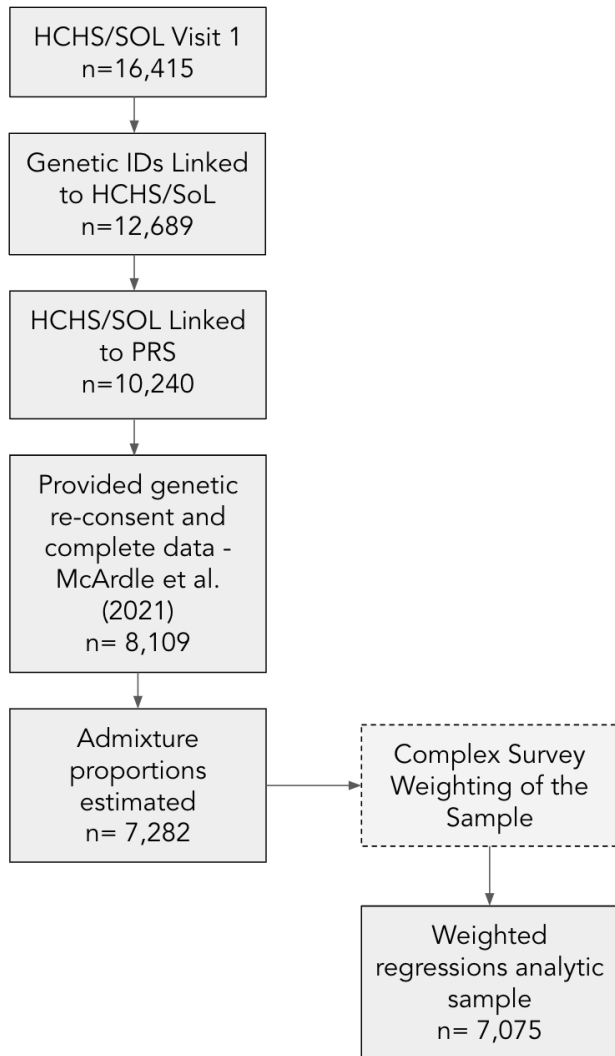 HCHS/SOL Visit 1
n=16,415
Genetic IDs Linked
to HCHS/SoL
n=12,689
HCHS/SOL Linked
to PRS
n=10,240
Provided genetic
re-consent and
complete data -
McArdle et al.
(2021)
n= 8,109
Admixture
proportions
estimated
n= 7,282
Complex Survey
Weighting of the
Sample
Weighted
regressions analytic
sample
n= 7,075